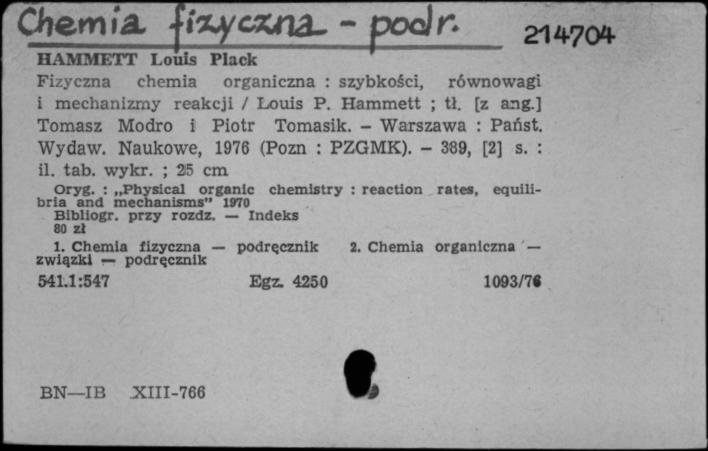 Chemia fizyczna - podr.
214704
HAMMETT Louis Plack
Fizyczna chemia organiczna : szybkości, równowagi
i mechanizmy reakcji / Louis P. Hammett ; tł. [z ang.]
Tomasz Modro i Piotr Tomasik. — Warszawa : Państ.
Wydaw. Naukowe, 1976 (Pozn : PZGMK). — 389, [2] s. :
il. tab. wykr. ; 25 cm
Oryg. : „Physical organic chemistry : reaction rates, equili-
bria and mechanisms" 1970
Bibliogr. przy rozdz. — Indeks
80 zł
1. Chemia fizyczna — podręcznik 2. Chemia organiczna —
związki — podręcznik
541.1:547 Egz. 4250 1093/76
BN—IB XIII-766